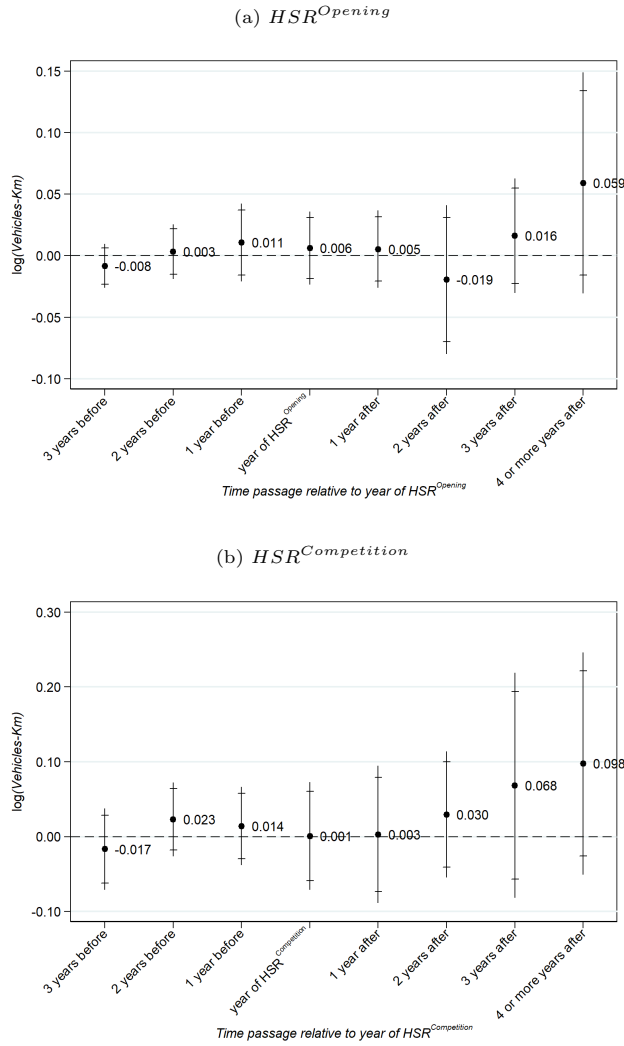 (a) HSR^Opening
0.15
0.10
0.05
0.00
-0.05
-0.10
log(Vehicles-Km)
-0.008
0.003
0.011
0.006
0.005
-0.019
0.016
0.059
3 years before
2 years before
1 year before
year of HSR^Opening
1 year after
2 years after
3 years after
4 or more years after
Time passage relative to year of HSR^Opening
(b) HSR^Competition
0.30
0.20
0.10
0.00
-0.10
log(Vehicles-Km)
-0.017
0.023
0.014
0.001
0.003
0.030
0.068
0.098
3 years before
2 years before
1 year before
year of HSR^Competition
1 year after
2 years after
3 years after
4 or more years after
Time passage relative to year of HSR^Competition